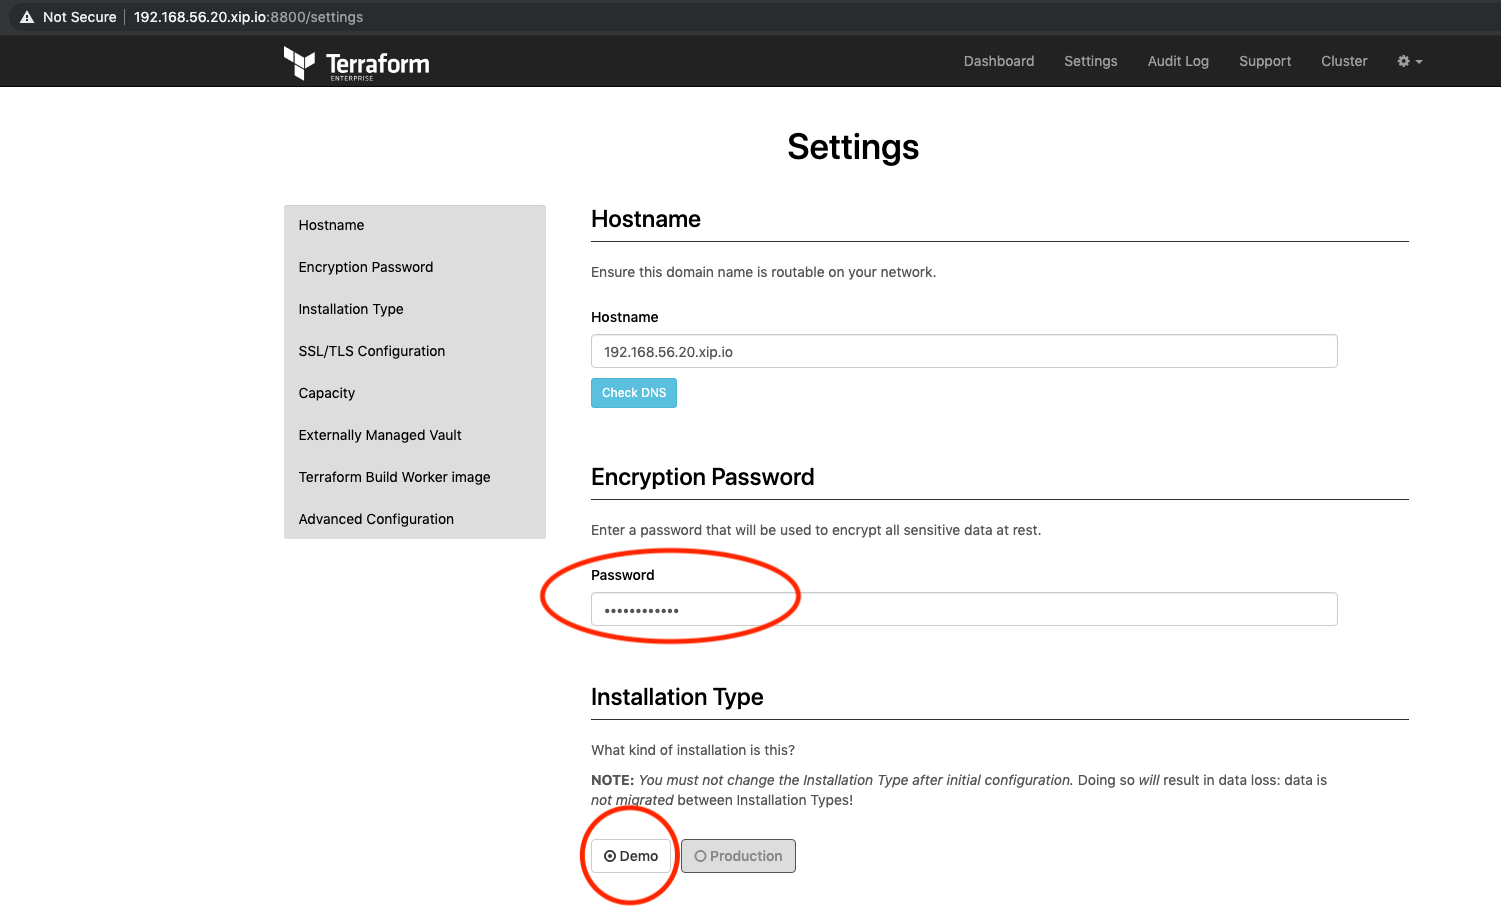 Not Secure | 192.168.56.20.xip.io:8800/settings
Terraform
ENTERPRISE
Dashboard Settings Audit Log Support Cluster
Settings
Hostname
Encryption Password
Installation Type
SSL/TLS Configuration
Capacity
Externally Managed Vault
Terraform Build Worker image
Advanced Configuration
Hostname
Ensure this domain name is routable on your network.
Hostname
192.168.56.20.xip.io
Check DNS
Encryption Password
Enter a password that will be used to encrypt all sensitive data at rest.
Password
••••••••••••
Installation Type
What kind of installation is this?
NOTE: You must not change the Installation Type after initial configuration. Doing so will result in data loss: data is
not migrated between Installation Types!
Demo Production